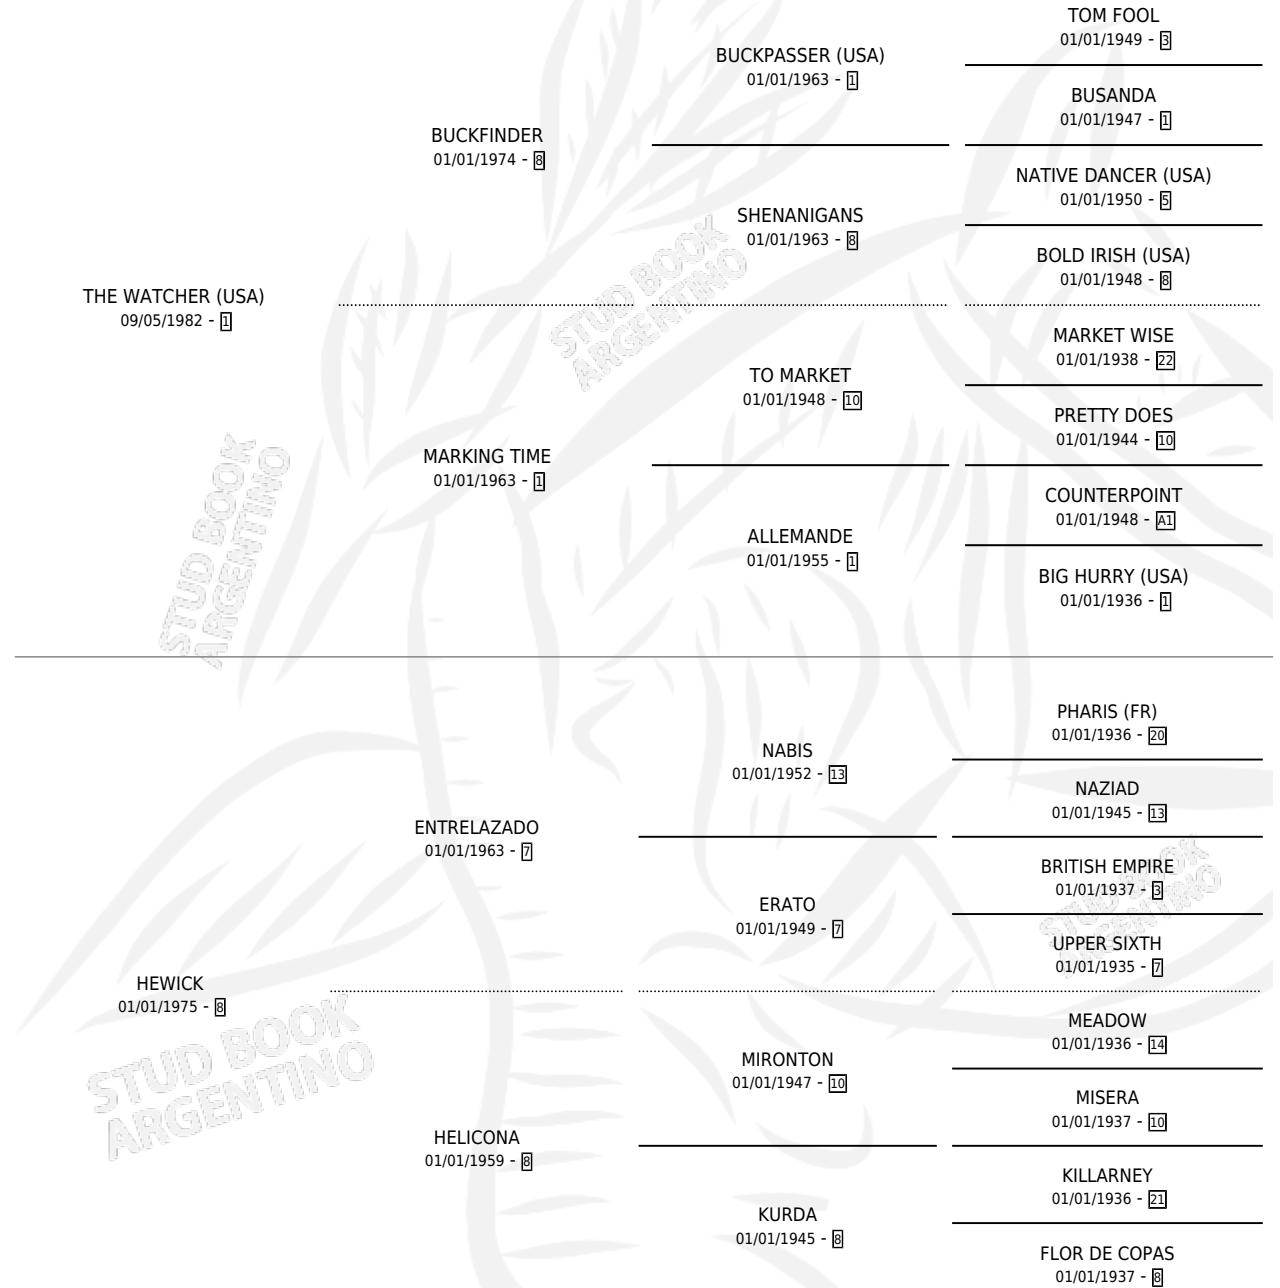 TOM FOOL
01/01/1949 - 3
BUCKPASSER (USA)
01/01/1963 - 1
BUSANDA
01/01/1947 - 1
BUCKFINDER
01/01/1974 - 8
NATIVE DANCER (USA)
01/01/1950 - 5
SHENANIGANS
01/01/1963 - 8
BOLD IRISH (USA)
01/01/1948 - 8
THE WATCHER (USA)
09/05/1982 - 1
STUD BOOK
ARGENTINO
MARKET WISE
01/01/1938 - 22
TO MARKET
01/01/1948 - 10
PRETTY DOES
01/01/1944 - 10
MARKING TIME
01/01/1963 - 1
COUNTERPOINT
01/01/1948 - A1
ALLEMANDE
01/01/1955 - 1
BIG HURRY (USA)
01/01/1936 - 1
STUD BOOK
ARGENTINO
PHARIS (FR)
01/01/1936 - 20
NABIS
01/01/1952 - 13
NAZIAD
01/01/1945 - 13
ENTRELAZADO
01/01/1963 - 7
BRITISH EMPIRE
01/01/1937 - 3
ERATO
01/01/1949 - 7
UPPER SIXTH
01/01/1935 - 7
STUD BOOK
ARGENTINO
HEWICK
01/01/1975 - 8
STUD BOOK
ARGENTINO
MEADOW
01/01/1936 - 14
MIRONTON
01/01/1947 - 10
MISERA
01/01/1937 - 10
HELICONA
01/01/1959 - 8
KILLARNEY
01/01/1936 - 21
KURDA
01/01/1945 - 8
FLOR DE COPAS
01/01/1937 - 8